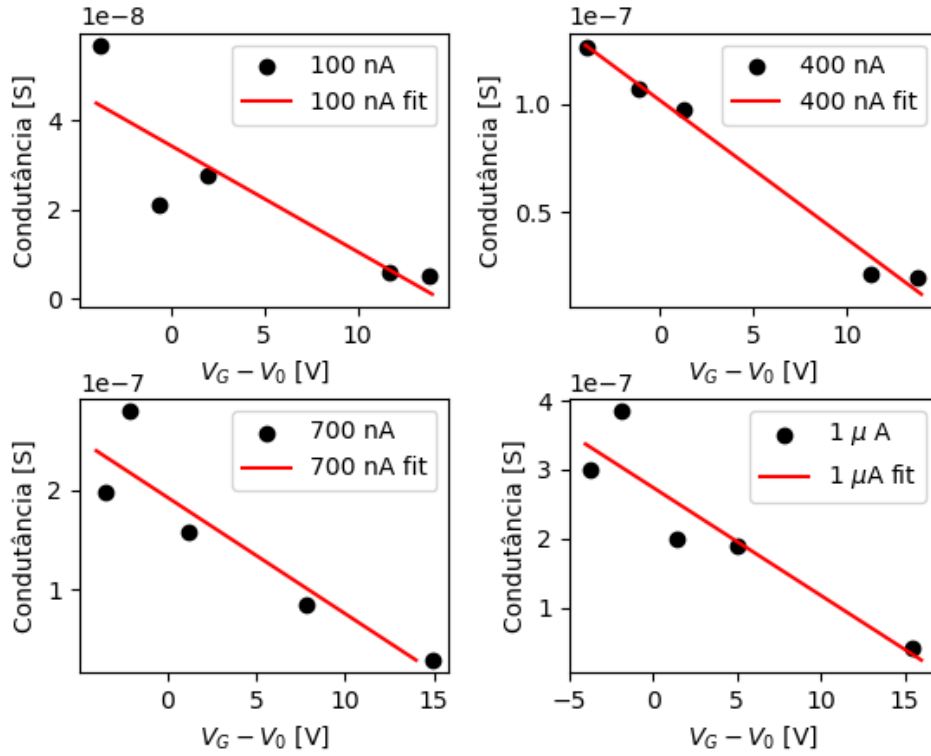 1e−8
Condutância [S]
4
2
0
100 nA
100 nA fit
0 5 10
V_G − V_0 [V]
1e−7
Condutância [S]
1.0
0.5
400 nA
400 nA fit
0 5 10
V_G − V_0 [V]
1e−7
Condutância [S]
2
1
700 nA
700 nA fit
0 5 10 15
V_G − V_0 [V]
1e−7
Condutância [S]
4
3
2
1
1 μ A
1 μA fit
−5 0 5 10 15
V_G − V_0 [V]